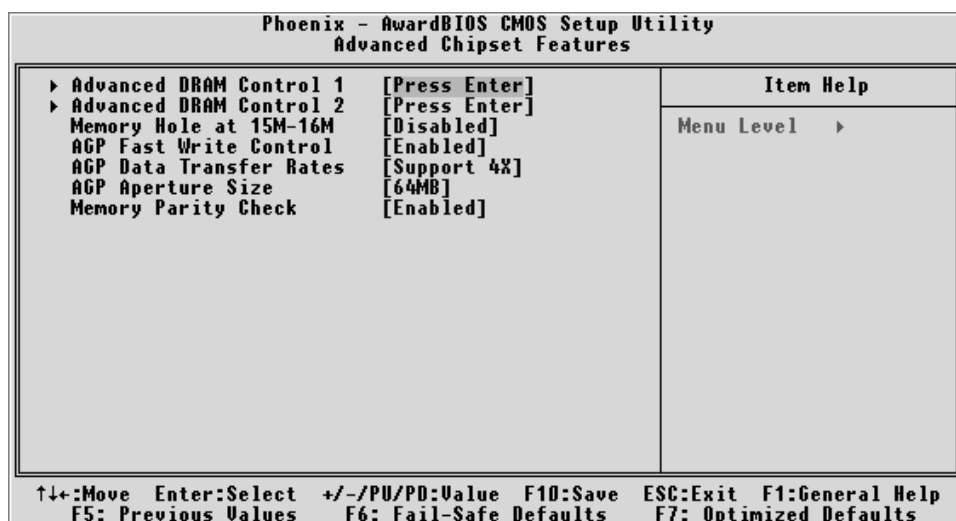 Phoenix - AwardBIOS CMOS Setup Utility
Advanced Chipset Features
▸ Advanced DRAM Control 1 [Press Enter]
▸ Advanced DRAM Control 2 [Press Enter]
Memory Hole at 15M-16M [Disabled]
AGP Fast Write Control [Enabled]
AGP Data Transfer Rates [Support 4X]
AGP Aperture Size [64MB]
Memory Parity Check [Enabled]
Item Help
Menu Level ▸
↑↓←:Move Enter:Select +/-/PU/PD:Value F10:Save ESC:Exit F1:General Help
F5: Previous Values F6: Fail-Safe Defaults F7: Optimized Defaults